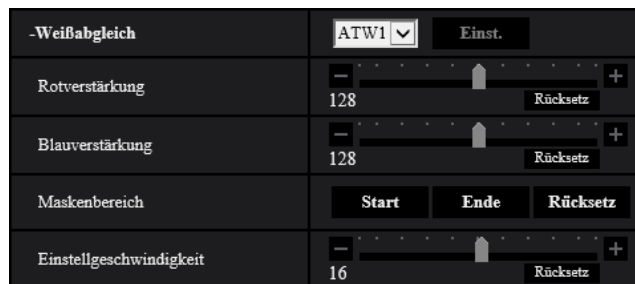 -Weißabgleich ATW1 Einst.
Rotverstärkung - +
128 Rücksetz
Blauverstärkung - +
128 Rücksetz
Maskenbereich Start Ende Rücksetz
Einstellgeschwindigkeit - +
16 Rücksetz